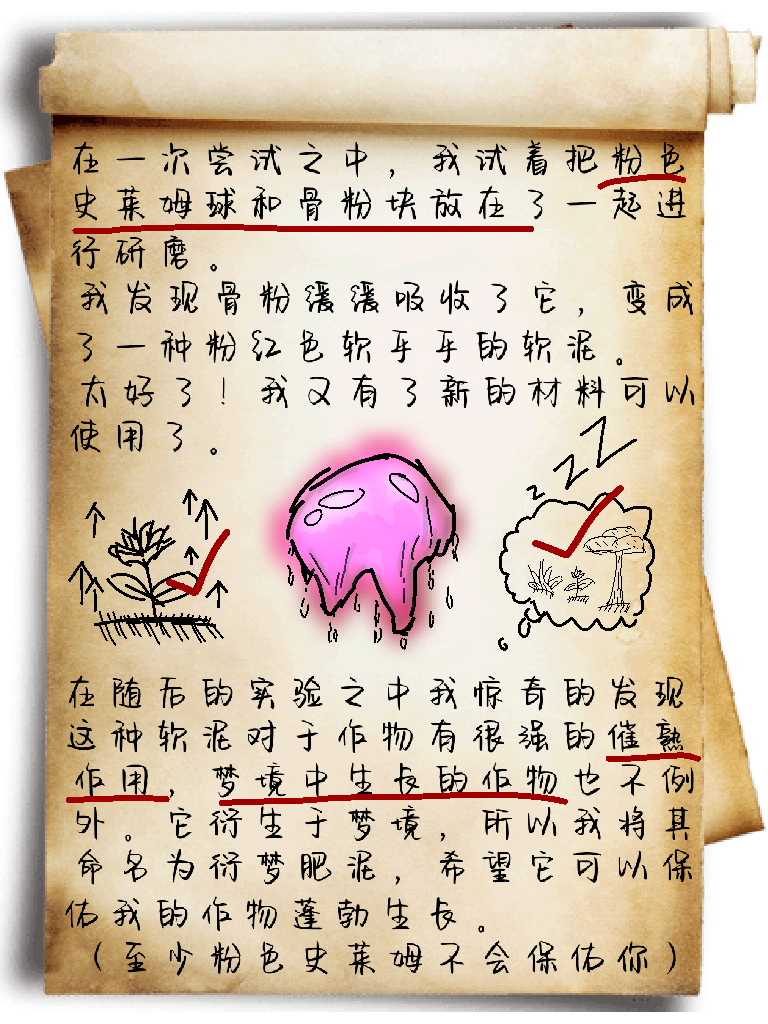 在一次尝试之中，我试着把粉色
史莱姆球和骨粉块放在了一起进
行研磨。
我发现骨粉缓缓吸收了它，变成
了一种粉红色软乎乎的软泥。
太好了！我又有了新的材料可以
使用了。
zZZ
在随后的实验之中我惊奇的发现
这种软泥对于作物有很强的催熟
作用，梦境中生长的作物也不例
外。它衍生于梦境，所以我将其
命名为衍梦肥泥，希望它可以保
佑我的作物蓬勃生长。
（至少粉色史莱姆不会保佑你）